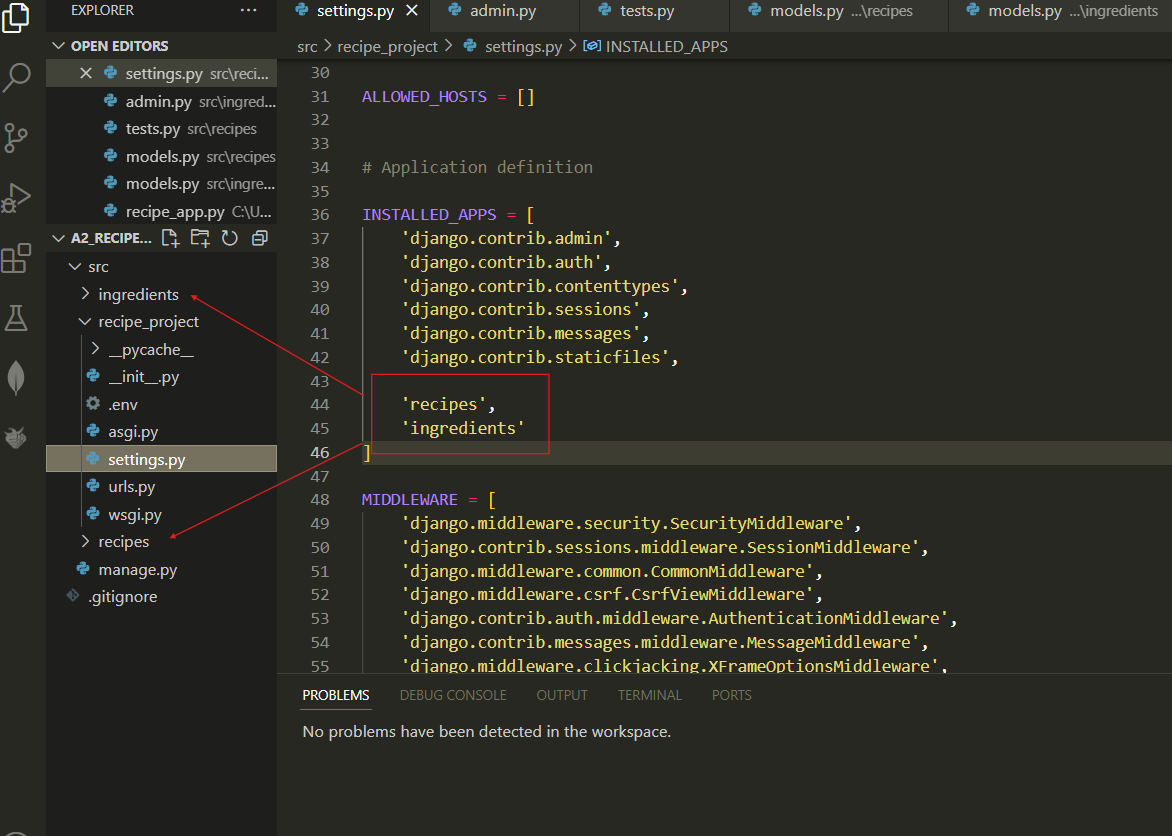 EXPLORER
OPEN EDITORS
settings.py src\reci...
admin.py src\ingred...
tests.py src\recipes
models.py src\recipes
models.py src\ingre...
recipe_app.py C:\U...
A2_RECIPE...
src
ingredients
recipe_project
__pycache__
__init__.py
.env
asgi.py
settings.py
urls.py
wsgi.py
recipes
manage.py
.gitignore
settings.py
admin.py
tests.py
models.py ...\recipes
models.py ...\ingredients
src > recipe_project > settings.py > INSTALLED_APPS
30
31 ALLOWED_HOSTS = []
32
33
34 # Application definition
35
36 INSTALLED_APPS = [
37 'django.contrib.admin',
38 'django.contrib.auth',
39 'django.contrib.contenttypes',
40 'django.contrib.sessions',
41 'django.contrib.messages',
42 'django.contrib.staticfiles',
43
44 'recipes',
45 'ingredients'
46 ]
47
48 MIDDLEWARE = [
49 'django.middleware.security.SecurityMiddleware',
50 'django.contrib.sessions.middleware.SessionMiddleware',
51 'django.middleware.common.CommonMiddleware',
52 'django.middleware.csrf.CsrfViewMiddleware',
53 'django.contrib.auth.middleware.AuthenticationMiddleware',
54 'django.contrib.messages.middleware.MessageMiddleware',
55 'django.middleware.clickjacking.XFrameOptionsMiddleware',
PROBLEMS DEBUG CONSOLE OUTPUT TERMINAL PORTS
No problems have been detected in the workspace.